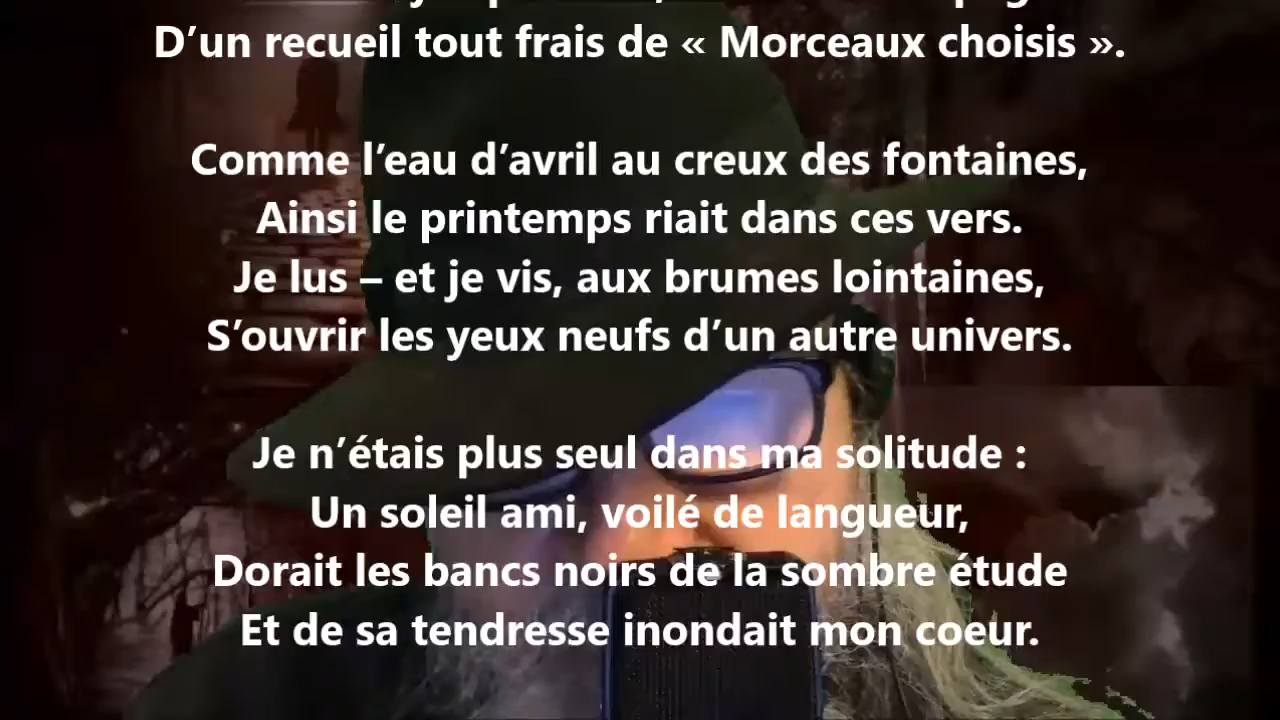 D’un recueil tout frais de « Morceaux choisis ».
Comme l’eau d’avril au creux des fontaines,
Ainsi le printemps riait dans ces vers.
Je lus – et je vis, aux brumes lointaines,
S’ouvrir les yeux neufs d’un autre univers.
Je n’étais plus seul dans ma solitude :
Un soleil ami, voilé de langueur,
Dorait les bancs noirs de la sombre étude
Et de sa tendresse inondait mon coeur.